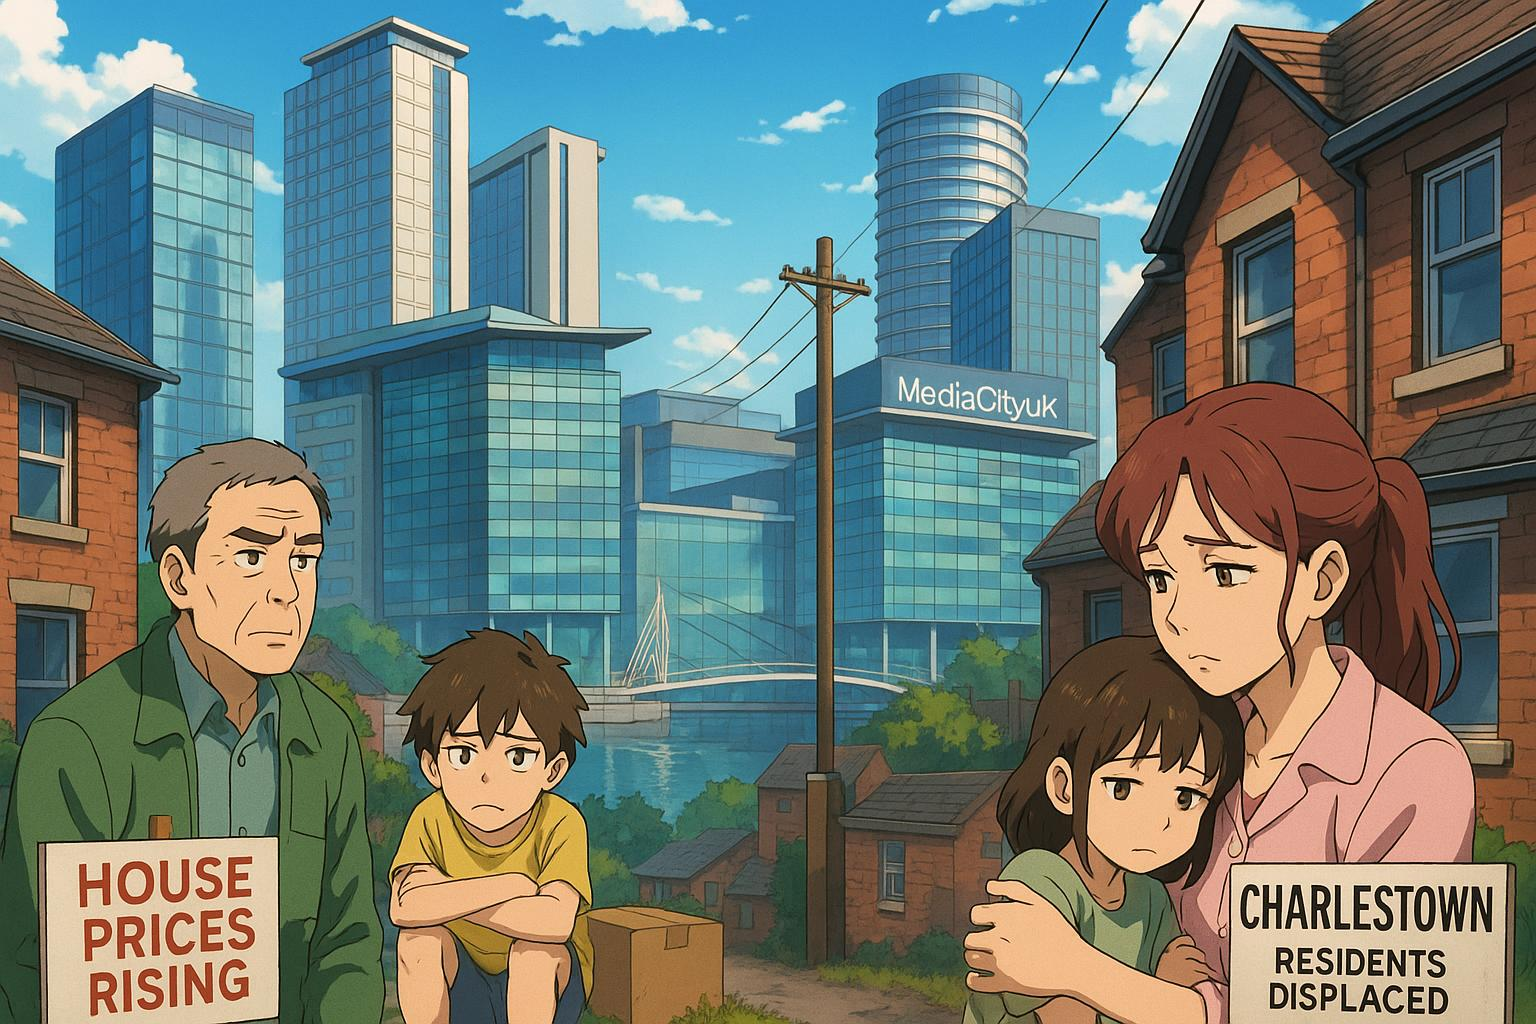 MediaCityuk
HOUSE
PRICES
RISING
CHARLESTOWN
RESIDENTS
DISPLACED